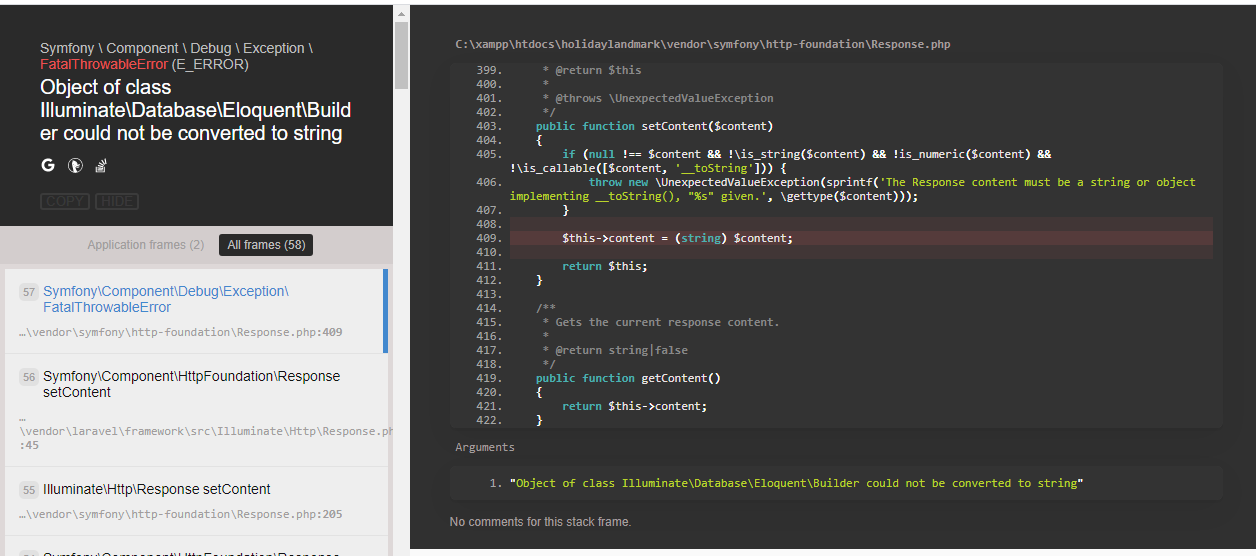 Symfony \ Component \ Debug \ Exception \
FatalThrowableError (E_ERROR)
Object of class
Illuminate\Database\Eloquent\Build
er could not be converted to string
G
COPY HIDE
Application frames (2) All frames (58)
57 Symfony\Component\Debug\Exception\
FatalThrowableError
…\vendor\symfony\http-foundation\Response.php:409
56 Symfony\Component\HttpFoundation\Response
setContent
…
\vendor\laravel\framework\src\Illuminate\Http\Response.ph
:45
55 Illuminate\Http\Response setContent
…\vendor\symfony\http-foundation\Response.php:205
C:\xampp\htdocs\holidaylandmark\vendor\symfony\http-foundation\Response.php
399. * @return $this
400. *
401. * @throws \UnexpectedValueException
402. */
403. public function setContent($content)
404. {
405. if (null !== $content && !\is_string($content) && !is_numeric($content) &&
!\is_callable([$content, '__toString'])) {
406. throw new \UnexpectedValueException(sprintf('The Response content must be a string or object
implementing __toString(), "%s" given.', \gettype($content)));
407. }
408.
409. $this->content = (string) $content;
410.
411. return $this;
412. }
413.
414. /**
415. * Gets the current response content.
416. *
417. * @return string|false
418. */
419. public function getContent()
420. {
421. return $this->content;
422. }
Arguments
1. "Object of class Illuminate\Database\Eloquent\Builder could not be converted to string"
No comments for this stack frame.